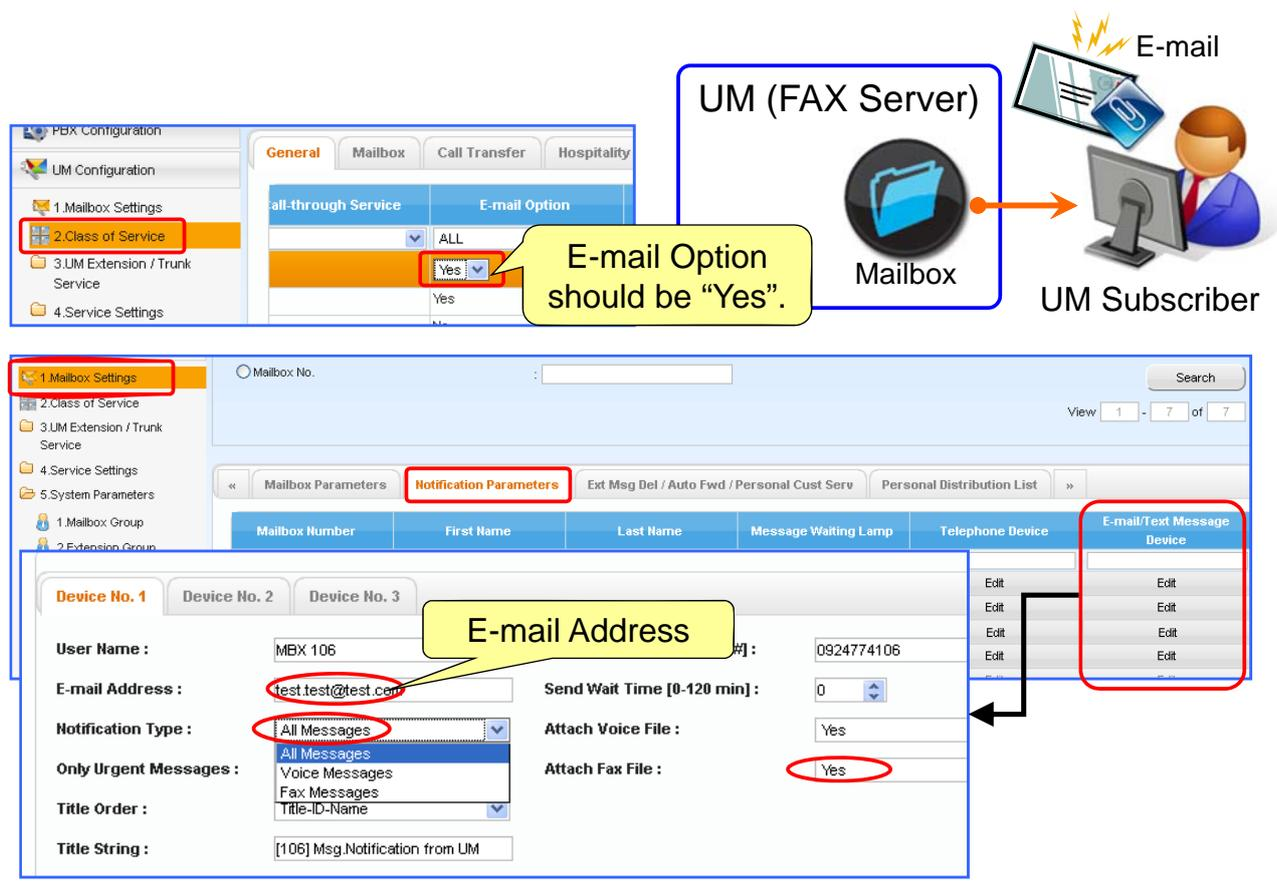 E-mail
UM (FAX Server)
Mailbox
UM Subscriber
PBX Configuration
UM Configuration
1.Mailbox Settings
2.Class of Service
3.UM Extension / Trunk
Service
4.Service Settings
General Mailbox Call Transfer Hospitality
all-through Service E-mail Option
ALL
Yes
Yes
No
E-mail Option
should be “Yes”.
1.Mailbox Settings
2.Class of Service
3.UM Extension / Trunk
Service
4.Service Settings
5.System Parameters
1.Mailbox Group
2.Extension Group
Mailbox No. :
Search
View 1 - 7 of 7
« Mailbox Parameters Notification Parameters Ext Msg Del / Auto Fwd / Personal Cust Serv Personal Distribution List »
Mailbox Number First Name Last Name Message Waiting Lamp Telephone Device E-mail/Text Message
Device
Edit Edit
Edit Edit
Edit Edit
Edit Edit
Device No. 1 Device No. 2 Device No. 3
E-mail Address
User Name : MBX 106 #] : 0924774106
E-mail Address : test.test@test.com Send Wait Time [0-120 min] : 0
Notification Type : All Messages Attach Voice File : Yes
All Messages
Voice Messages
Fax Messages
Only Urgent Messages : Attach Fax File : Yes
Title Order : Title-ID-Name
Title String : [106] Msg.Notification from UM